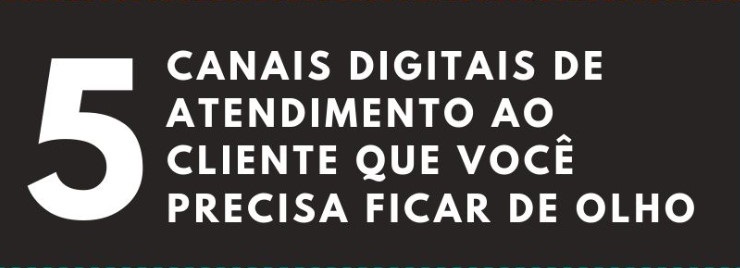 5
CANAIS DIGITAIS DE
ATENDIMENTO AO
CLIENTE QUE VOCÊ
PRECISA FICAR DE OLHO